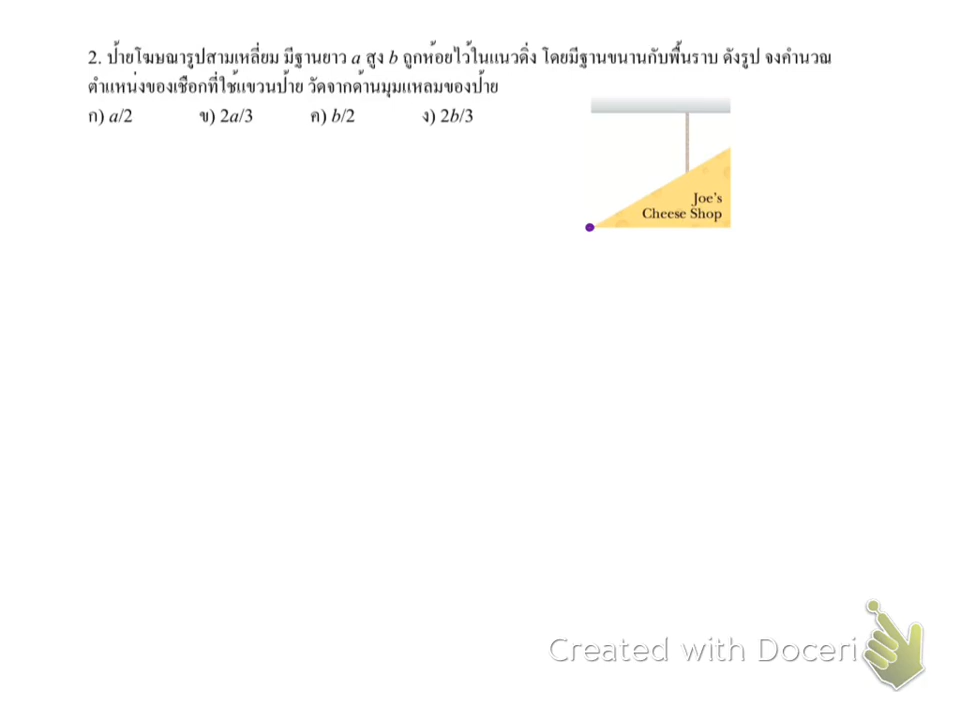 2. ป้ายโฆษณารูปสามเหลี่ยม มีฐานยาว a สูง b ถูกห้อยไว้ในแนวดิ่ง โดยมีฐานขนานกับพื้นราบ ดังรูป จงคำนวณ
ตำแหน่งของเชือกที่ใช้แขวนป้าย วัดจากด้านมุมแหลมของป้าย
ก) a/2 ข) 2a/3 ค) b/2 ง) 2b/3
Joe's
Cheese Shop
Created with Doceri